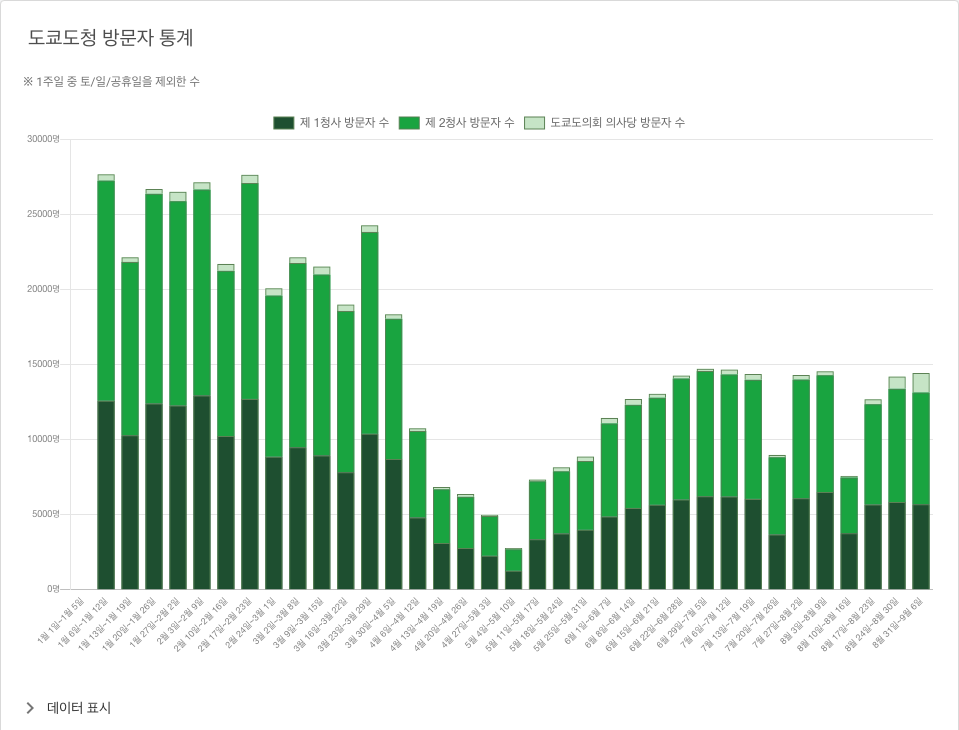 도쿄도청 방문자 통계
※ 1주일 중 토/일/공휴일을 제외한 수
제 1청사 방문자 수 제 2청사 방문자 수 도쿄도의회 의사당 방문자 수
30000명
25000명
20000명
15000명
10000명
5000명
0명
1월 1일~1월 5일
1월 6일~1월 12일
1월 13일~1월 19일
1월 20일~1월 26일
1월 27일~2월 2일
2월 3일~2월 9일
2월 10일~2월 16일
2월 17일~2월 23일
2월 24일~3월 1일
3월 2일~3월 8일
3월 9일~3월 15일
3월 16일~3월 22일
3월 23일~3월 29일
3월 30일~4월 5일
4월 6일~4월 12일
4월 13일~4월 19일
4월 20일~4월 26일
4월 27일~5월 3일
5월 4일~5월 10일
5월 11일~5월 17일
5월 18일~5월 24일
5월 25일~5월 31일
6월 1일~6월 7일
6월 8일~6월 14일
6월 15일~6월 21일
6월 22일~6월 28일
6월 29일~7월 5일
7월 6일~7월 12일
7월 13일~7월 19일
7월 20일~7월 26일
7월 27일~8월 2일
8월 3일~8월 9일
8월 10일~8월 16일
8월 17일~8월 23일
8월 24일~8월 30일
8월 31일~9월 6일
데이터 표시